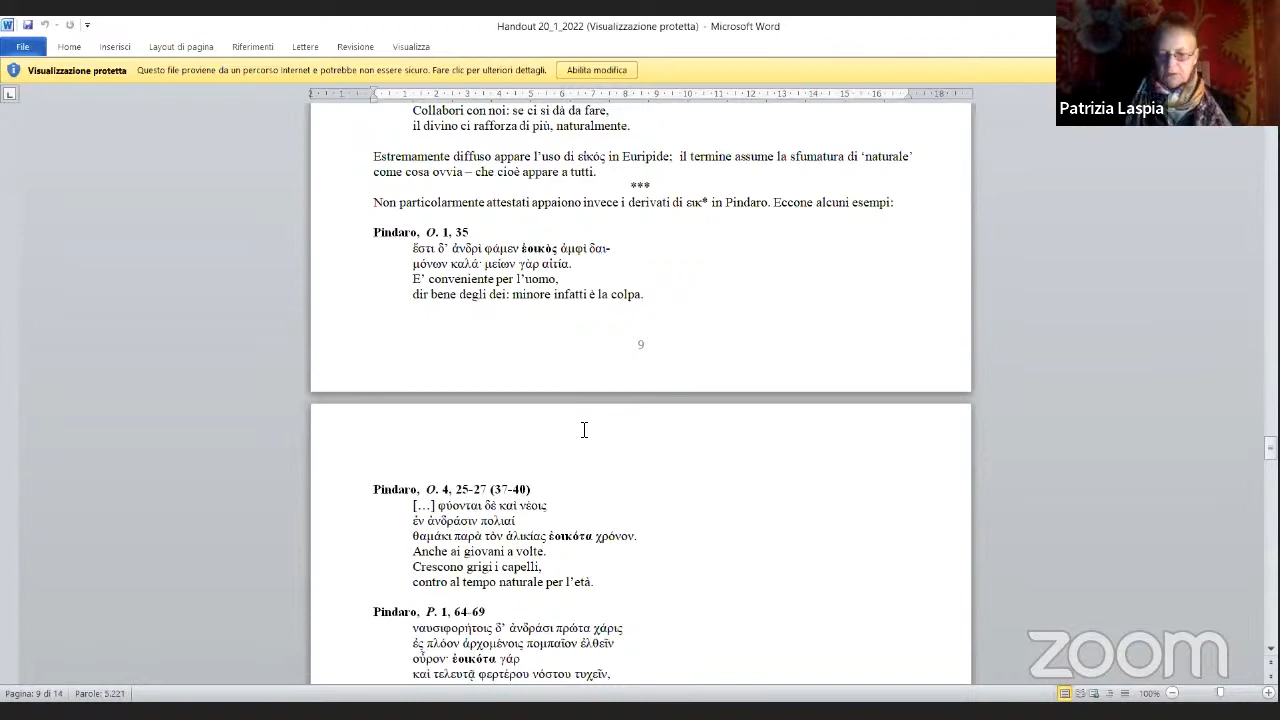 Handout 20_1_2022 (Visualizzazione protetta) - Microsoft Word
File Home Inserisci Layout di pagina Riferimenti Lettere Revisione Visualizza
Visualizzazione protetta Questo file proviene da un percorso Internet e potrebbe non essere sicuro. Fare clic per ulteriori dettagli. Abilita modifica
Patrizia Laspia
Collabori con noi: se ci si dà da fare,
il divino ci rafforza di più, naturalmente.
Estremamente diffuso appare l’uso di εἰκός in Euripide; il termine assume la sfumatura di ‘naturale’
come cosa ovvia – che cioè appare a tutti.
***
Non particolarmente attestati appaiono invece i derivati di εικ* in Pindaro. Eccone alcuni esempi:
Pindaro, O. 1, 35
ἔστι δ’ ἀνδρὶ φάμεν ἐοικὸς ἀμφὶ δαι-
μόνων καλά· μείων γὰρ αἰτία.
E’ conveniente per l’uomo,
dir bene degli dei: minore infatti è la colpa.
9
Pindaro, O. 4, 25-27 (37-40)
[…] φύονται δὲ καὶ νέοις
ἐν ἀνδράσιν πολιαί
θαμάκι παρὰ τὸν ἁλικίας ἐοικότα χρόνον.
Anche ai giovani a volte.
Crescono grigi i capelli,
contro al tempo naturale per l’età.
Pindaro, P. 1, 64-69
ναυσιφορήτοις δ’ ἀνδράσι πρώτα χάρις
ἐς πλόον ἀρχομένοις πομπαῖον ἐλθεῖν
οὖρον· ἐοικότα γάρ
καὶ τελευτᾷ φερτέρου νόστου τυχεῖν,
zoom
Pagina: 9 di 14 Parole: 5.221 100%